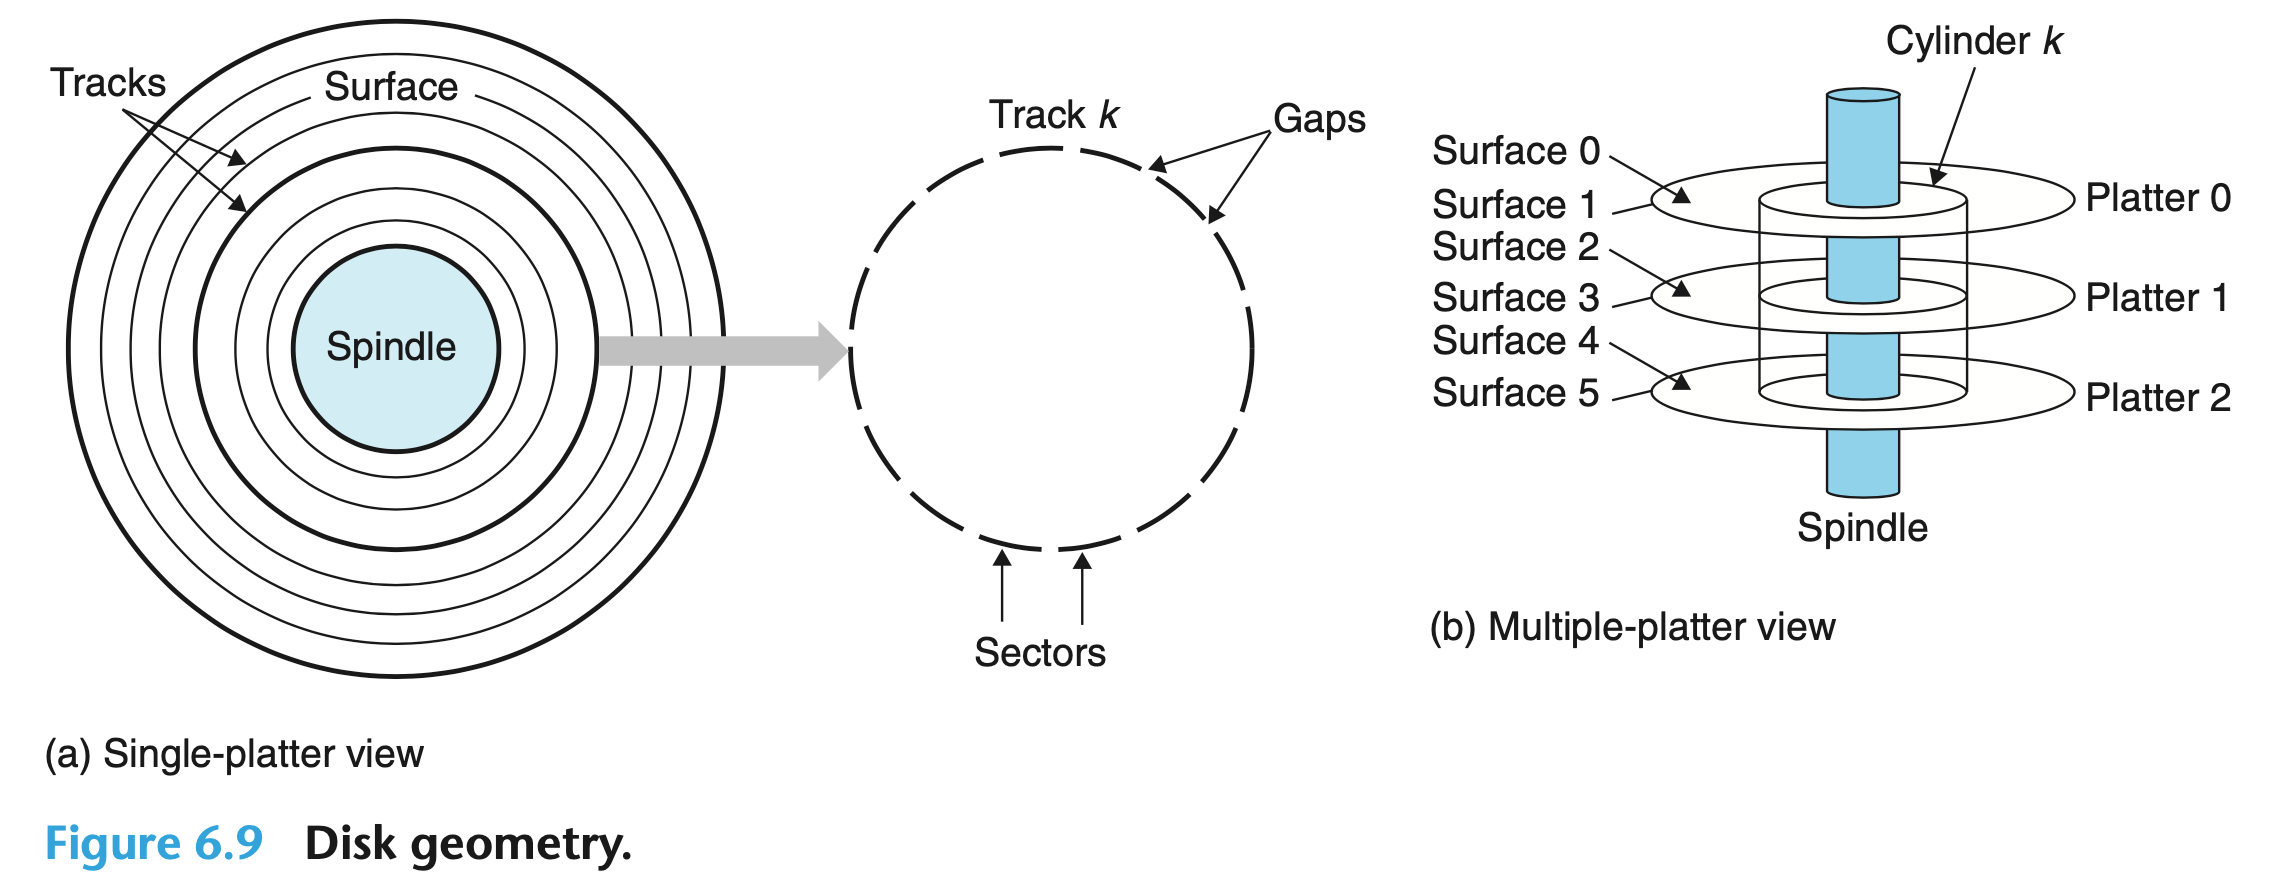 Tracks
Surface
Spindle
Track k
Gaps
Sectors
(a) Single-platter view
Cylinder k
Surface 0
Surface 1
Surface 2
Surface 3
Surface 4
Surface 5
Platter 0
Platter 1
Platter 2
Spindle
(b) Multiple-platter view
Figure 6.9 Disk geometry.